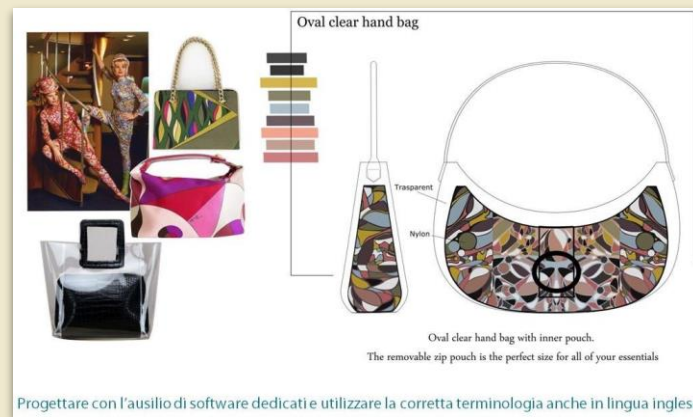 Oval clear hand bag
Trasparent
Nylon
Oval clear hand bag with inner pouch.
The removable zip pouch is the perfect size for all of your essentials
Progettare con l'ausilio di software dedicati e utilizzare la corretta terminologia anche in lingua ingles